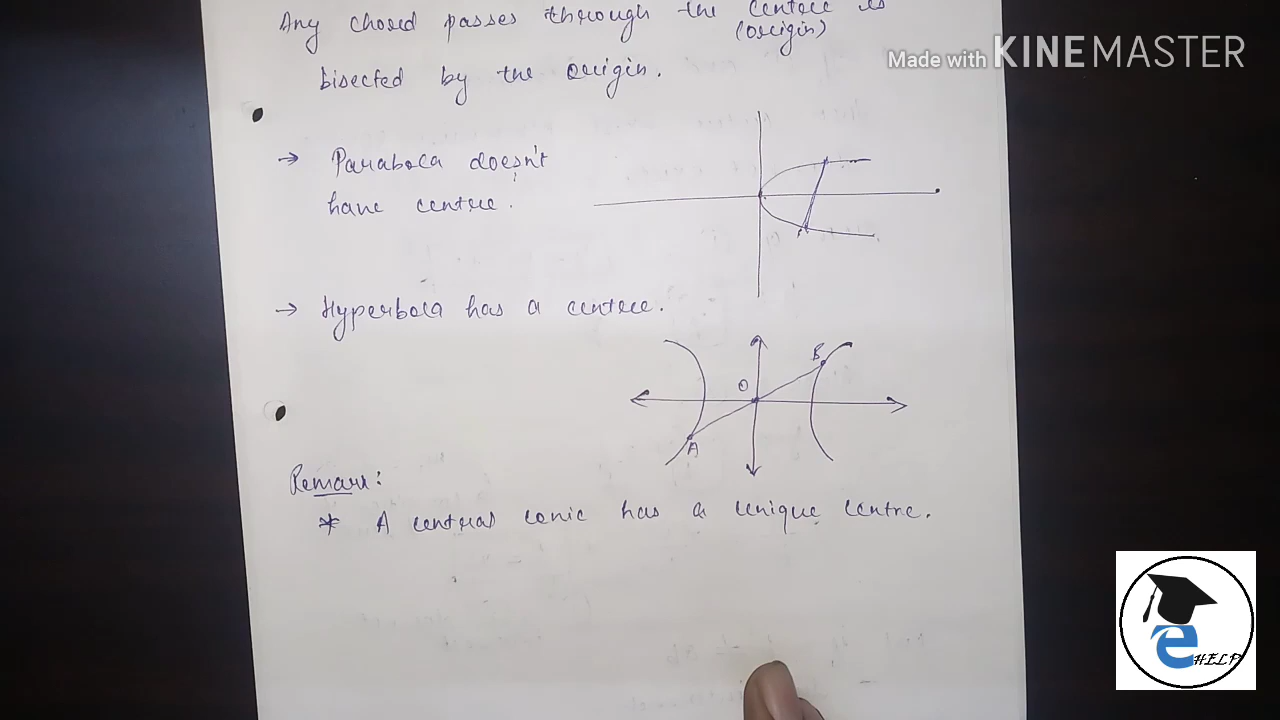 Any chord passes through the centre is
(origin)
bisected by the origin.
Made with KINEMASTER
→ Parabola doesn't
have centre.
→ Hyperbola has a centre.
B
O
A
Remark:
* A central conic has a unique centre.
e
HELP